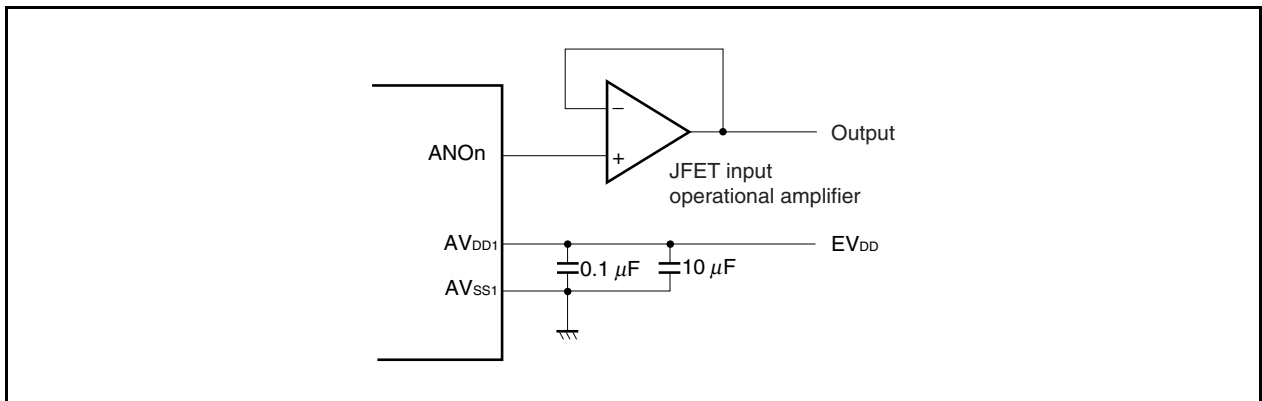 −
ANOn
+
Output
JFET input
operational amplifier
AVDD1
EVDD
0.1 μF
10 μF
AVSS1